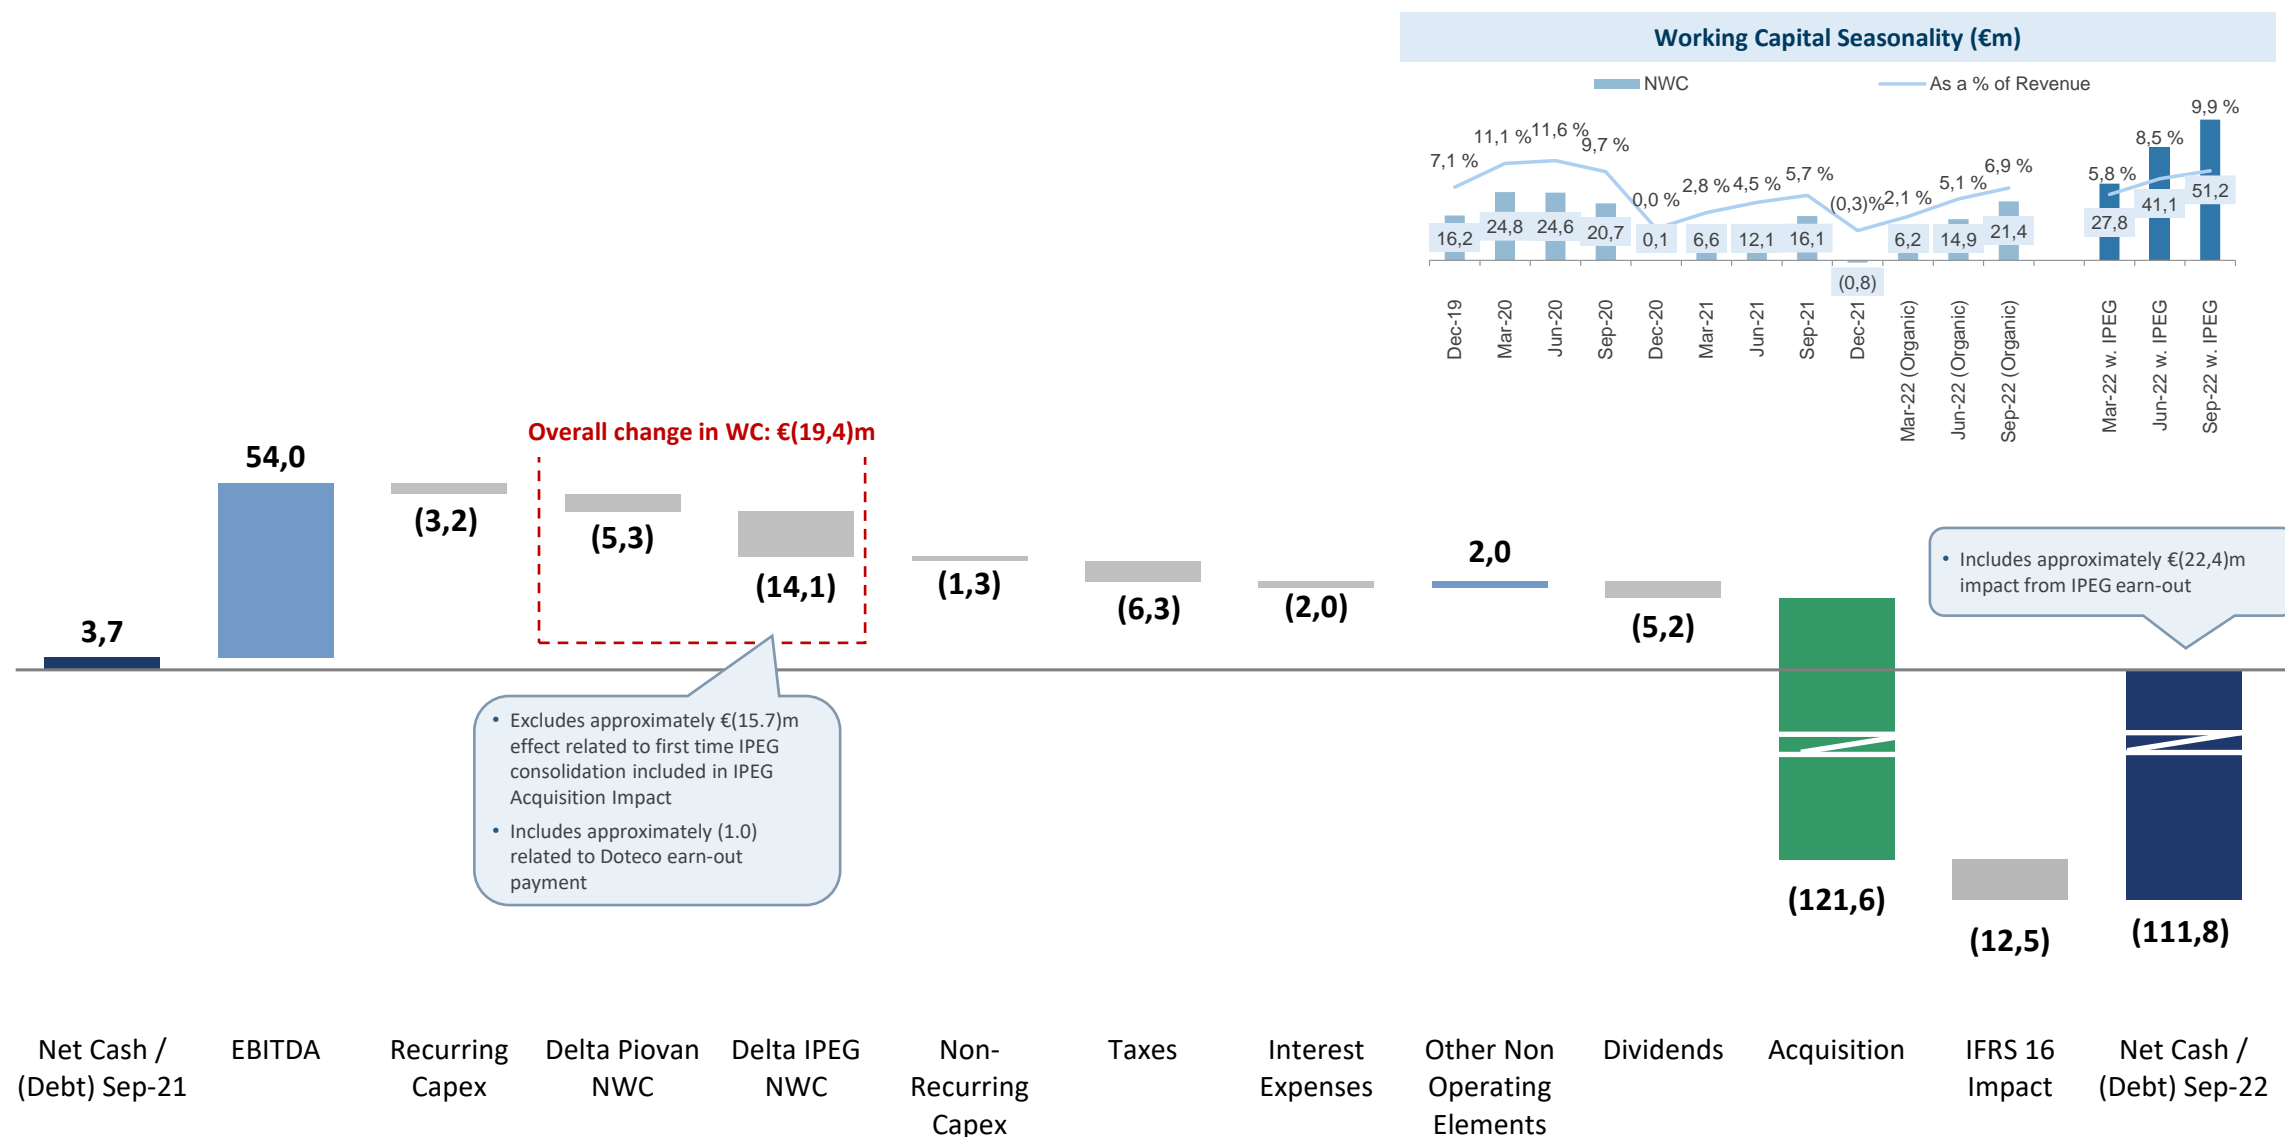 Working Capital Seasonality (€m)
NWC
As a % of Revenue
7,1 %
11,1 %
11,6 %
9,7 %
0,0 %
2,8 %
4,5 %
5,7 %
(0,3)%
2,1 %
5,1 %
6,9 %
5,8 %
8,5 %
9,9 %
16,2
24,8
24,6
20,7
0,1
6,6
12,1
16,1
(0,8)
6,2
14,9
21,4
27,8
41,1
51,2
Dec-19
Mar-20
Jun-20
Sep-20
Dec-20
Mar-21
Jun-21
Sep-21
Dec-21
Mar-22 (Organic)
Jun-22 (Organic)
Sep-22 (Organic)
Mar-22 w. IPEG
Jun-22 w. IPEG
Sep-22 w. IPEG
Overall change in WC: €(19,4)m
3,7
54,0
(3,2)
(5,3)
(14,1)
(1,3)
(6,3)
(2,0)
2,0
(5,2)
(121,6)
(12,5)
(111,8)
• Includes approximately €(22,4)m
impact from IPEG earn-out
• Excludes approximately €(15.7)m
effect related to first time IPEG
consolidation included in IPEG
Acquisition Impact
• Includes approximately (1.0)
related to Doteco earn-out
payment
Net Cash /
(Debt) Sep-21
EBITDA
Recurring
Capex
Delta Piovan
NWC
Delta IPEG
NWC
Non-
Recurring
Capex
Taxes
Interest
Expenses
Other Non
Operating
Elements
Dividends
Acquisition
IFRS 16
Impact
Net Cash /
(Debt) Sep-22